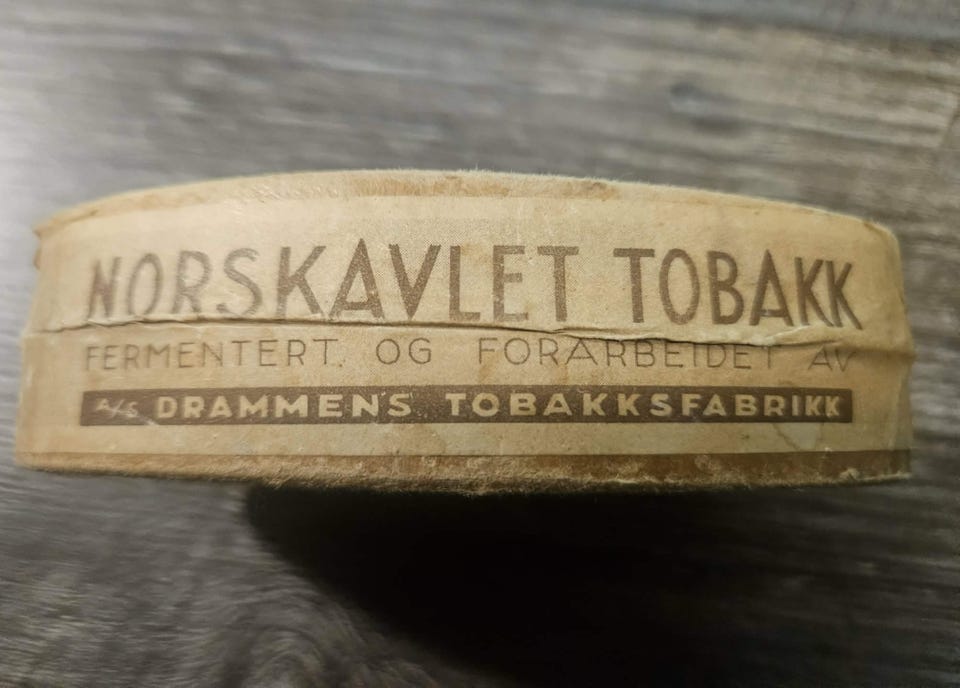 NORSKAVLET TOBAKK
FERMENTERT OG FORARBEIDET AV
A/S DRAMMENS TOBAKKSFABRIKK